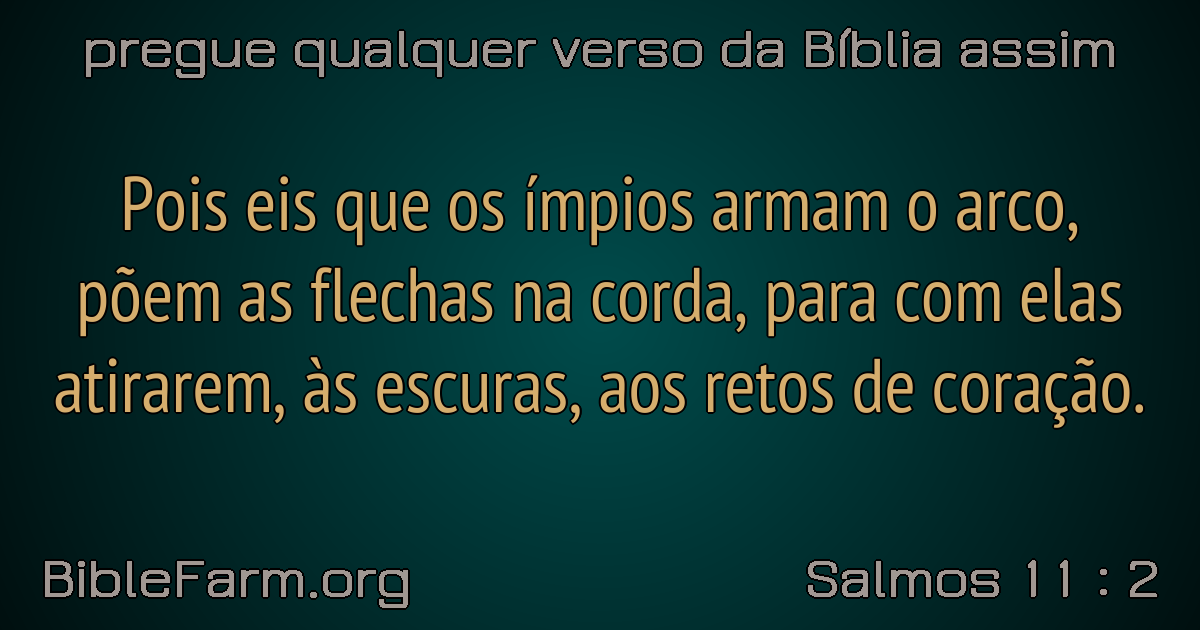 pregue qualquer verso da Bíblia assim
Pois eis que os ímpios armam o arco,
põem as flechas na corda, para com elas
atirarem, às escuras, aos retos de coração.
BibleFarm.org
Salmos 11 : 2